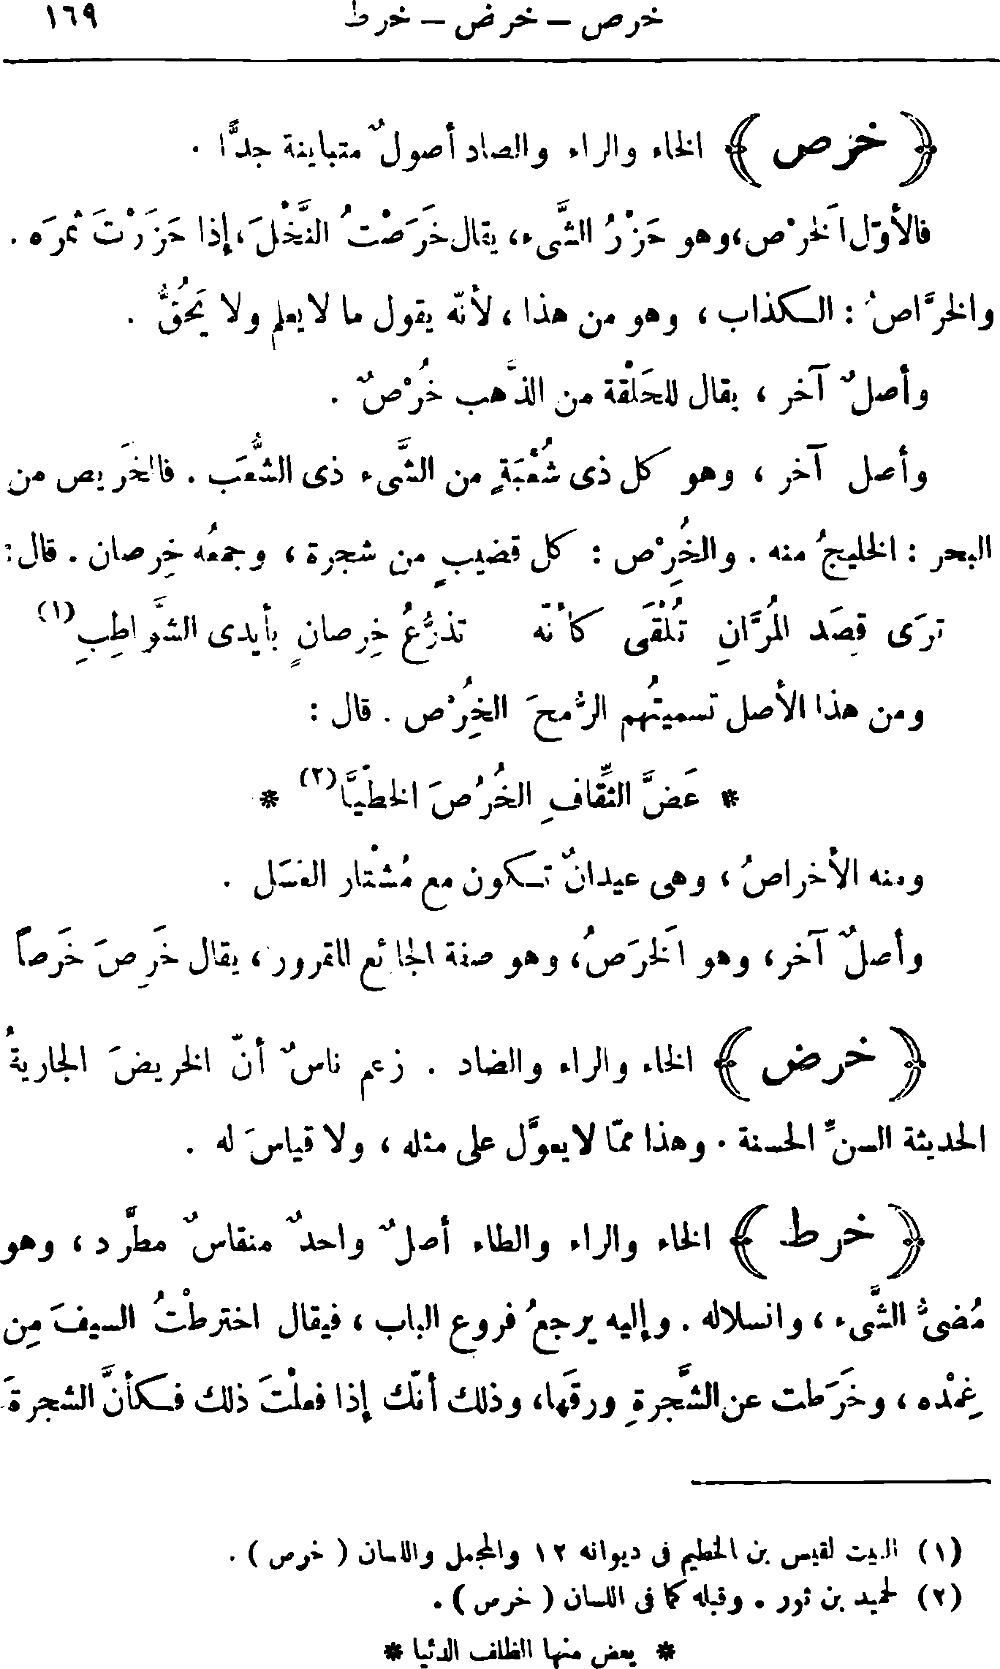 خرص – خرض – خرط ١٦٩
﴿ خرص ﴾ الخاء والراء والصاد أصولٌ متباينة جدًّا .
فالأوّل الخَرْص، وهو حَزْرُ الشَّىء، يقال خَرَصْتُ النَّخْلَ، إذا حَزَرْتَ ثمرَه .
والخرَّاصُ : الكذاب ، وهو من هذا ، لأنّه يقول ما لا يعلم ولا يَحُقُّ .
وأصلٌ آخر ، يقال للحَلْقة من الذَّهب خُرْصٌ .
وأصل آخر ، وهو كل ذى شُعْبَةٍ من الشَّىء ذى الشُّعَب . فالخَريص من
البحر : الخليجُ منه . والخُِرْص : كل قضيبٍ من شجرة ، وجمعُه خِرصان . قال :
ترَى قِصَد المُرَّانِ تُلْقَى كأنّه تذرُّعُ خِرصانٍ بأيدى الشَّواطِبِ (١)
ومن هذا الأصل تسميتُهم الرُّمحَ الخُِرْص . قال :
* عَضَّ الثِّقافِ الخُرُصَ الخطِّيَّا (٢) *
ومنه الأخراصُ ، وهى عيدانٌ تكون مع مُشْتار العَسَل .
وأصلٌ آخر، وهو الخَرَصُ، وهو صفة الجائع المقرور، يقال خَرِصَ خَرَصاً
﴿ خرض ﴾ الخاء والراء والضاد . زعم ناسٌ أنّ الخريضَ الجاريةُ
الحديثة السنِّ الحسنة . وهذا ممّا لا يعوَّل على مثله ، ولا قياسَ له .
﴿ خرط ﴾ الخاء والراء والطاء أصلٌ واحدٌ منقاسٌ مطَّرد ، وهو
مُضىُّ الشَّىء ، وانسلاله . وإليه يرجعُ فروع الباب ، فيقال اخترطْتُ السيفَ مِن
غِمْده ، وخَرَطت عن الشَّجرةِ ورقَها، وذلك أنّك إذا فعلْتَ ذلك فكأنَّ الشجرةَ
(١) البيت لقيس بن الخطيم فى ديوانه ١٢ والمجمل واللسان ( خرص ) .
(٢) لحميد بن ثور . وقبله كما فى اللسان ( خرص ) .
* يعض منها الظلف الدئيا *